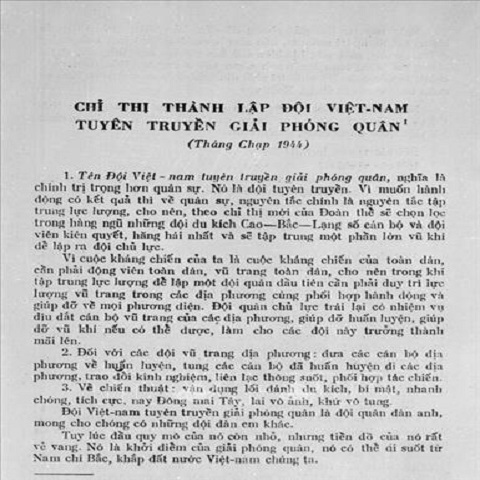 CHỈ THỊ THÀNH LẬP ĐỘI VIỆT-NAM
TUYÊN TRUYỀN GIẢI PHÓNG QUÂN¹
(Tháng Chạp 1944)
1. Tên Đội Việt-nam tuyên truyền giải phóng quân, nghĩa là
chính trị trọng hơn quân sự. Nó là đội tuyên truyền. Vì muốn hành
động có kết quả thì về quân sự, nguyên tắc chính là nguyên tắc tập
trung lực lượng, cho nên, theo chỉ thị mới của Đoàn thể sẽ chọn lọc
trong hàng ngũ những đội du kích Cao—Bắc—Lạng số cán bộ và đội
viên kiên quyết, hăng hái nhất và sẽ tập trung một phần lớn vũ khí
để lập ra đội chủ lực.
Vì cuộc kháng chiến của ta là cuộc kháng chiến của toàn dân,
cần phải động viên toàn dân, vũ trang toàn dân, cho nên trong khi
tập trung lực lượng để lập một đội quân đầu tiên cần phải duy trì lực
lượng vũ trang trong các địa phương cùng phối hợp hành động và
giúp đỡ về mọi phương diện. Đội quân chủ lực trái lại có nhiệm vụ
dìu dắt cán bộ vũ trang của các địa phương, giúp đỡ huấn luyện, giúp
đỡ vũ khí nếu có thể được, làm cho các đội này trưởng thành
mãi lên.
2. Đối với các đội vũ trang địa phương: đưa các cán bộ địa
phương về huấn luyện, tung các cán bộ đã huấn luyện đi các địa
phương, trao đổi kinh nghiệm, liên lạc thông suốt, phối hợp tác chiến.
3. Về chiến thuật: vận dụng lối đánh du kích, bí mật, nhanh
chóng, tích cực, nay Đông mai Tây, lai vô ảnh, khứ vô tung.
Đội Việt-nam tuyên truyền giải phóng quân là đội quân đàn anh,
mong cho chóng có những đội đàn em khác.
Tuy lúc đầu quy mô của nó còn nhỏ, nhưng tiền đồ của nó rất
vẻ vang. Nó là khởi điểm của giải phóng quân, nó có thể đi suốt từ
Nam chí Bắc, khắp đất nước Việt-nam chúng ta.